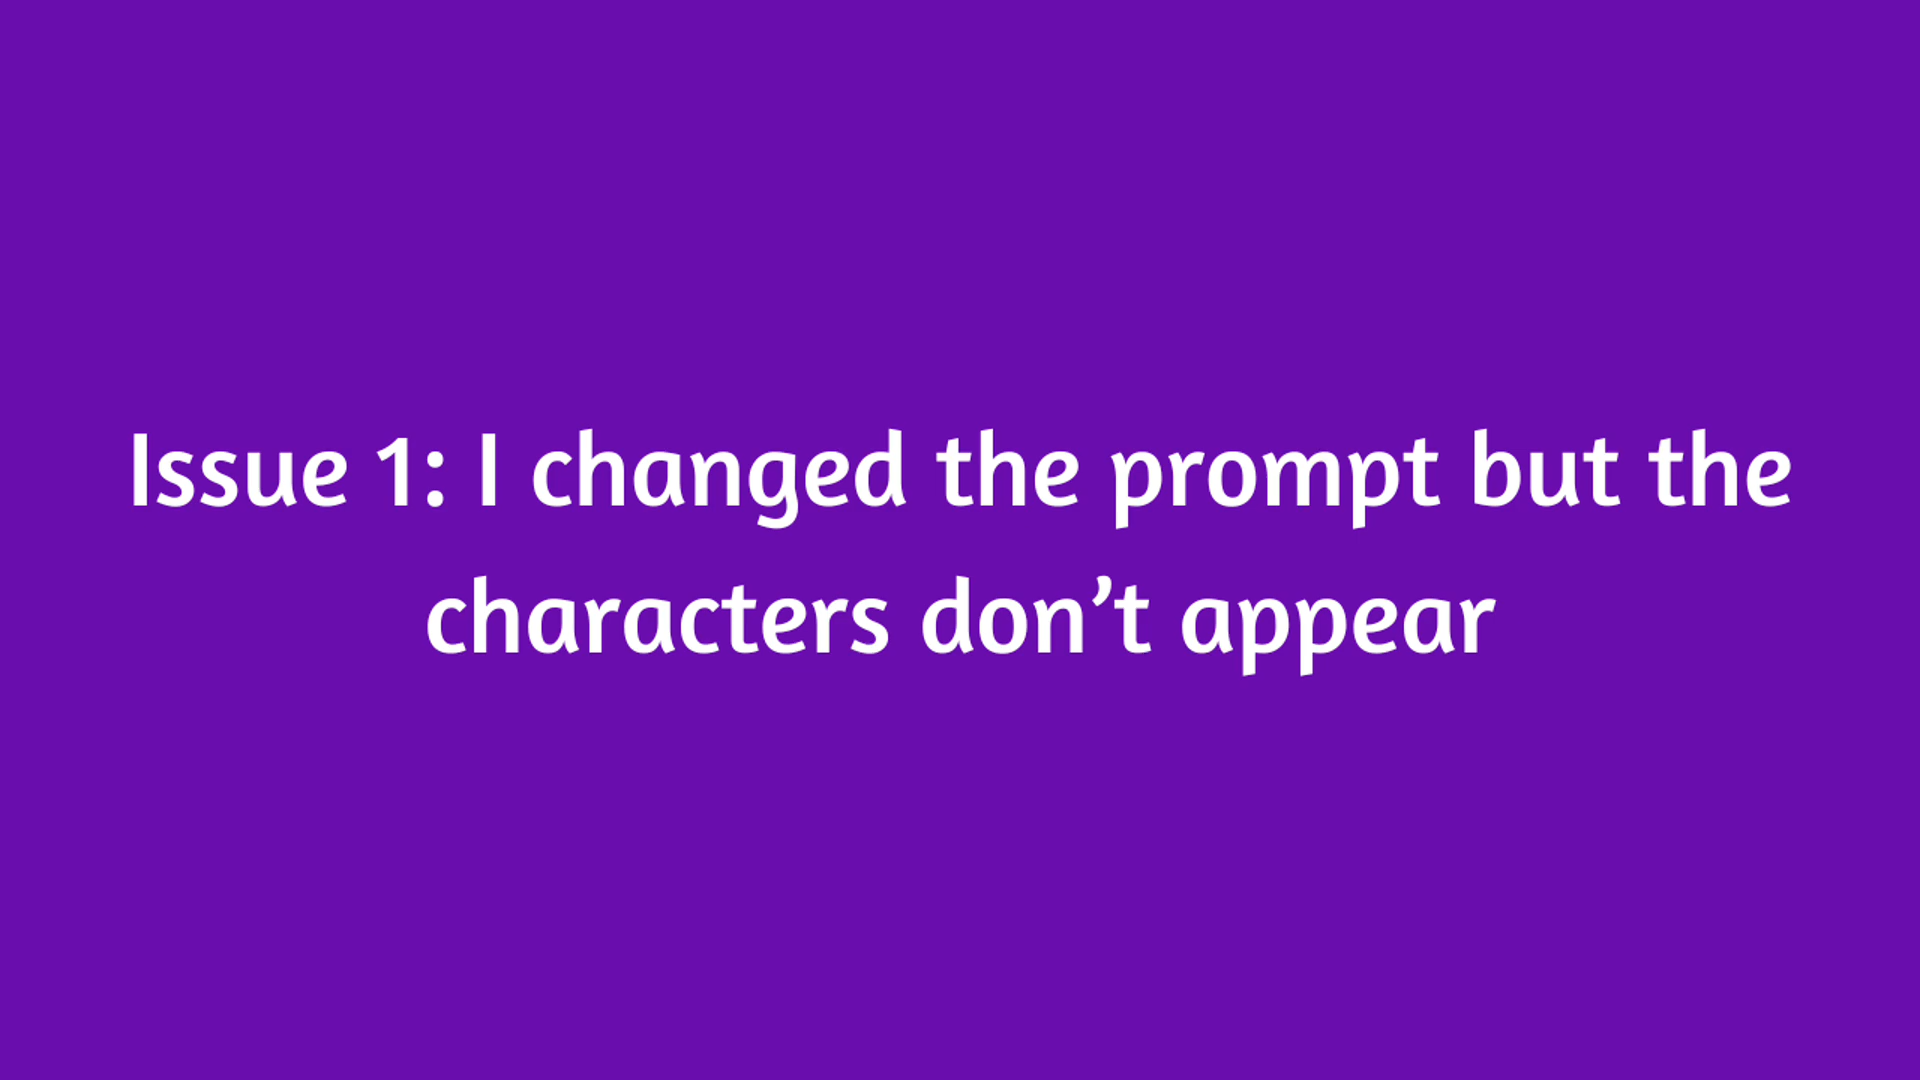 Issue 1: I changed the prompt but the
characters don’t appear